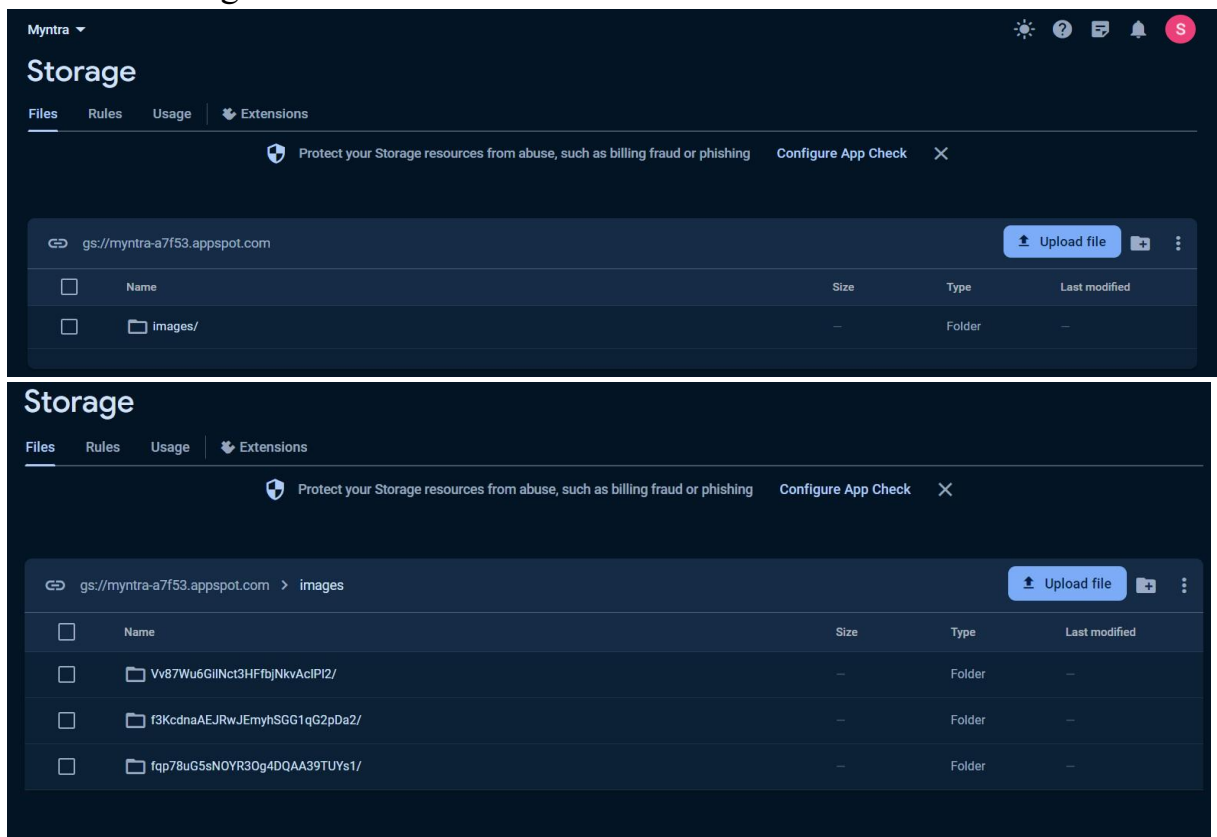 Myntra
S
Storage
Files Rules Usage Extensions
Protect your Storage resources from abuse, such as billing fraud or phishing Configure App Check
gs://myntra-a7f53.appspot.com Upload file
Name Size Type Last modified
images/ — Folder —
Storage
Files Rules Usage Extensions
Protect your Storage resources from abuse, such as billing fraud or phishing Configure App Check
gs://myntra-a7f53.appspot.com > images Upload file
Name Size Type Last modified
— Folder —
f3KcdnaAEJRwJEmyhSGG1qG2pDa2/ — Folder —
fqp78uG5sNOYR3Og4DQAA39TUYs1/ — Folder —